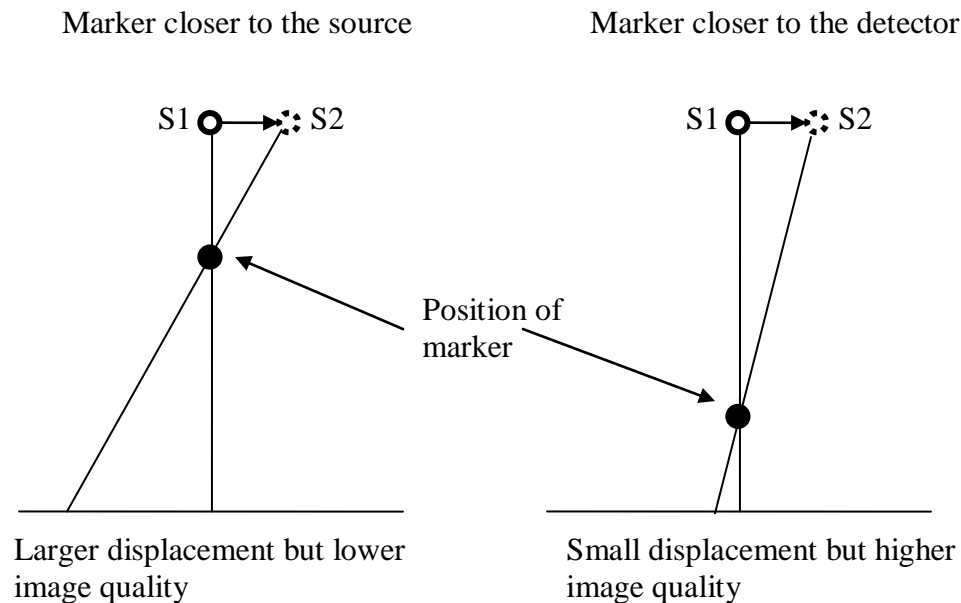 Marker closer to the source
Marker closer to the detector
S1
S2
S1
S2
Position of
marker
Larger displacement but lower
image quality
Small displacement but higher
image quality